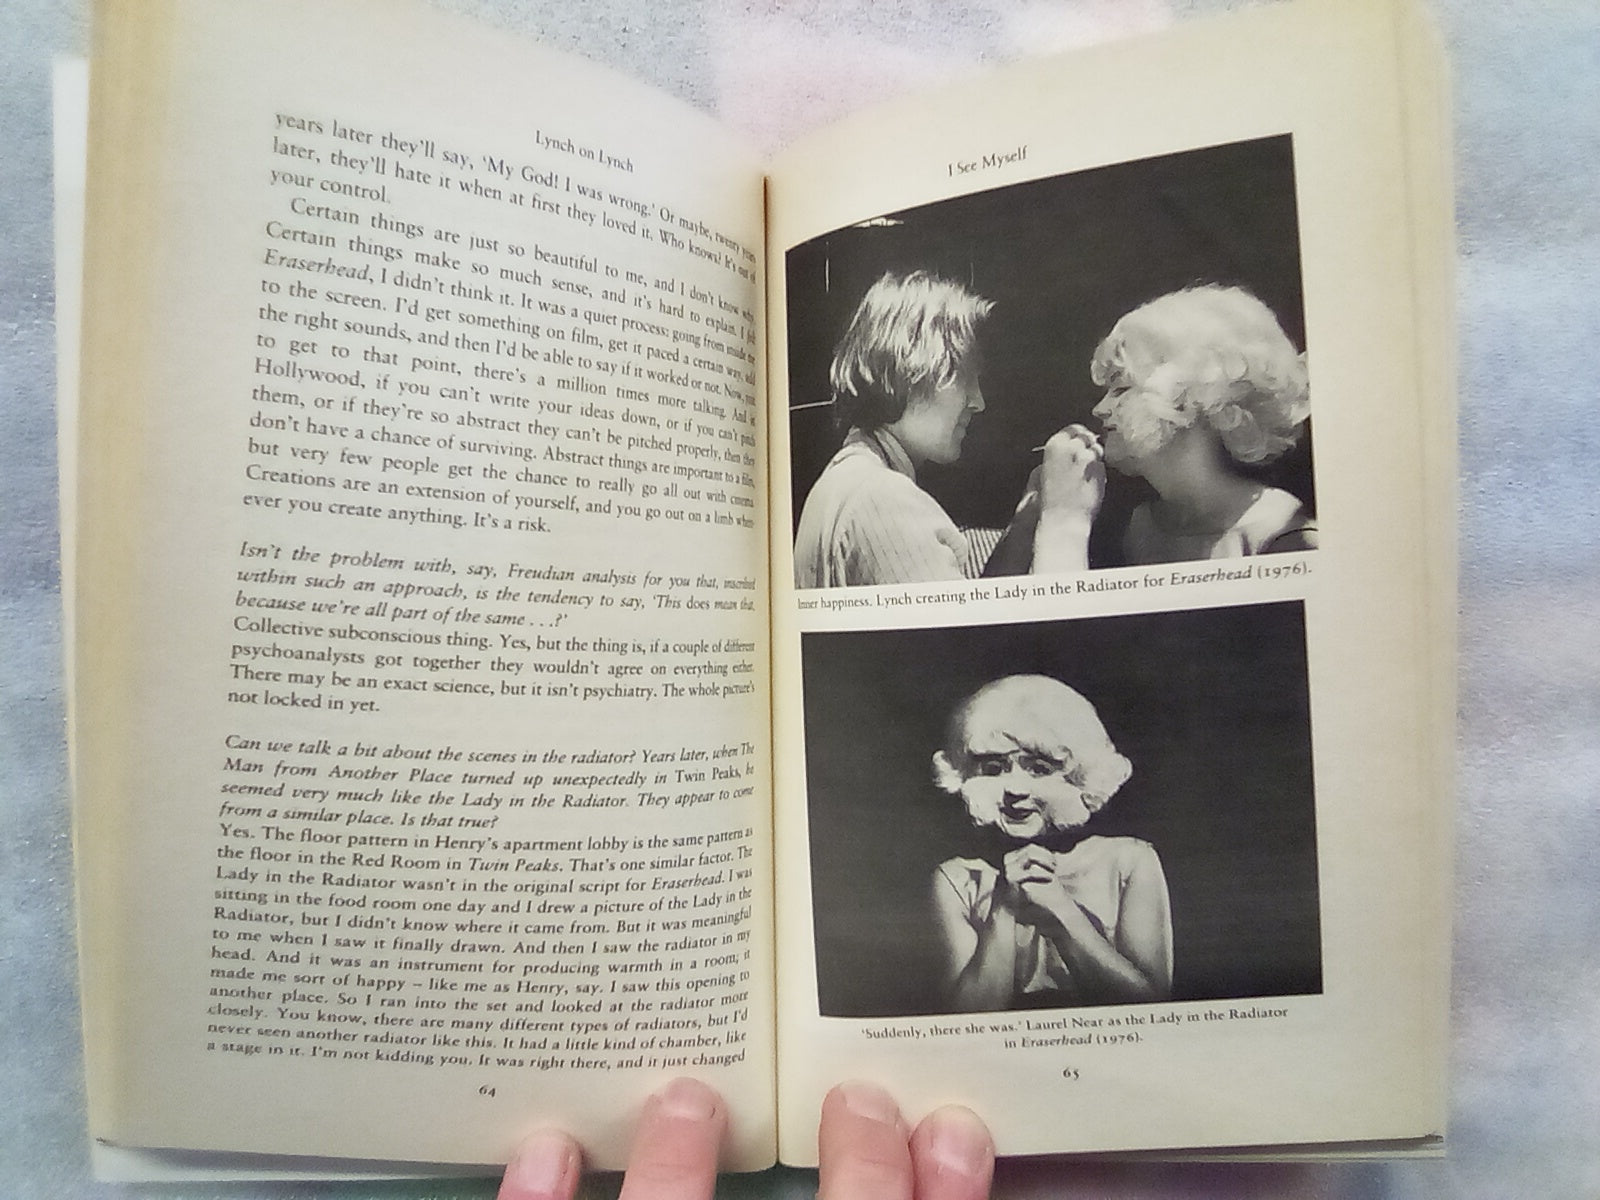 Lynch on Lynch
years later they'll say, 'My God! I was wrong.' Or maybe, twenty years
later, they'll hate it when at first they loved it. Who knows? It's out of
your control.
Certain things are just so beautiful to me, and I don't know why.
Certain things make so much sense, and it's hard to explain. I felt
Eraserhead, I didn't think it. It was a quiet process: going from inside me
to the screen. I'd get something on film, get it paced a certain way, add
the right sounds, and then I'd be able to say if it worked or not. Now, just
to get to that point, there's a million times more talking. And in
Hollywood, if you can't write your ideas down, or if you can't pitch
them, or if they're so abstract they can't be pitched properly, then they
don't have a chance of surviving. Abstract things are important to a film,
but very few people get the chance to really go all out with cinema.
Creations are an extension of yourself, and you go out on a limb when-
ever you create anything. It's a risk.
Isn't the problem with, say, Freudian analysis for you that, inscribed
within such an approach, is the tendency to say, 'This does mean that,
because we're all part of the same . . .?'
Collective subconscious thing. Yes, but the thing is, if a couple of different
psychoanalysts got together they wouldn't agree on everything either.
There may be an exact science, but it isn't psychiatry. The whole picture's
not locked in yet.
Can we talk a bit about the scenes in the radiator? Years later, when The
Man from Another Place turned up unexpectedly in Twin Peaks, he
seemed very much like the Lady in the Radiator. They appear to come
from a similar place. Is that true?
Yes. The floor pattern in Henry's apartment lobby is the same pattern as
the floor in the Red Room in Twin Peaks. That's one similar factor. The
Lady in the Radiator wasn't in the original script for Eraserhead. I was
sitting in the food room one day and I drew a picture of the Lady in the
Radiator, but I didn't know where it came from. But it was meaningful
to me when I saw it finally drawn. And then I saw the radiator in my
head. And it was an instrument for producing warmth in a room; it
made me sort of happy – like me as Henry, say. I saw this opening to
another place. So I ran into the set and looked at the radiator more
closely. You know, there are many different types of radiators, but I'd
never seen another radiator like this. It had a little kind of chamber, like
a stage in it. I'm not kidding you. It was right there, and it just changed
64
I See Myself
Inner happiness. Lynch creating the Lady in the Radiator for Eraserhead (1976).
'Suddenly, there she was.' Laurel Near as the Lady in the Radiator
in Eraserhead (1976).
65